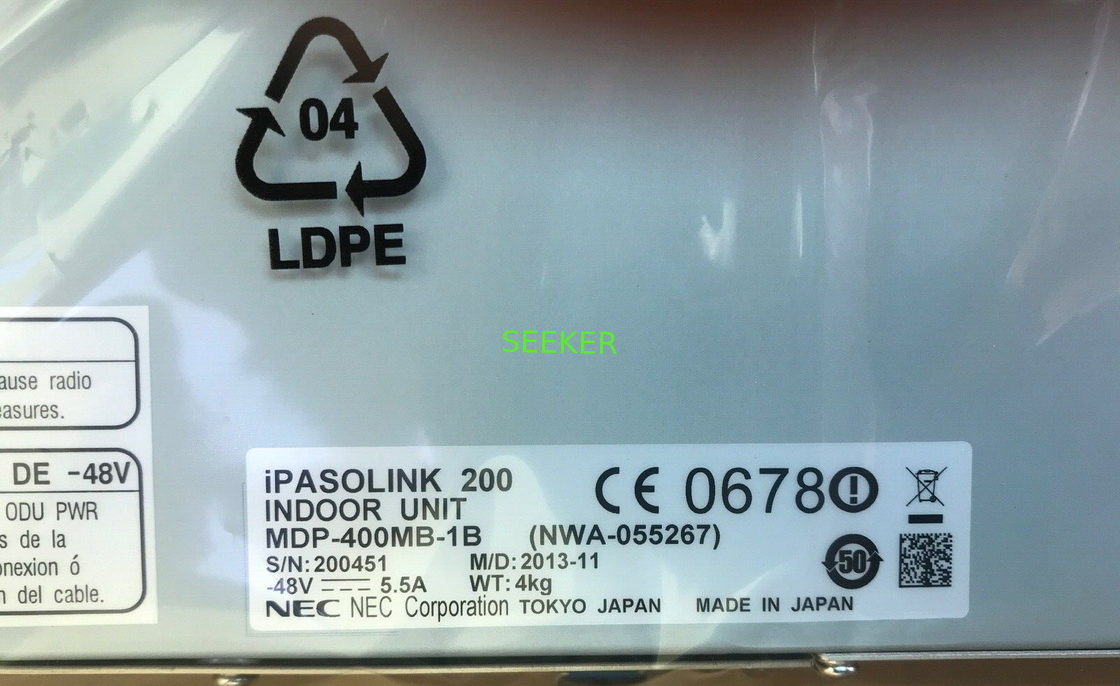 04
LDPE
SEEKER
ause radio
easures.
DE -48V
ODU PWR
s de la
onexion ó
n del cable.
iPASOLINK 200
INDOOR UNIT
MDP-400MB-1B (NWA-055267)
S/N: 200451 M/D: 2013-11
-48V 5.5A WT: 4kg
NEC NEC Corporation TOKYO JAPAN MADE IN JAPAN
CE 0678
50